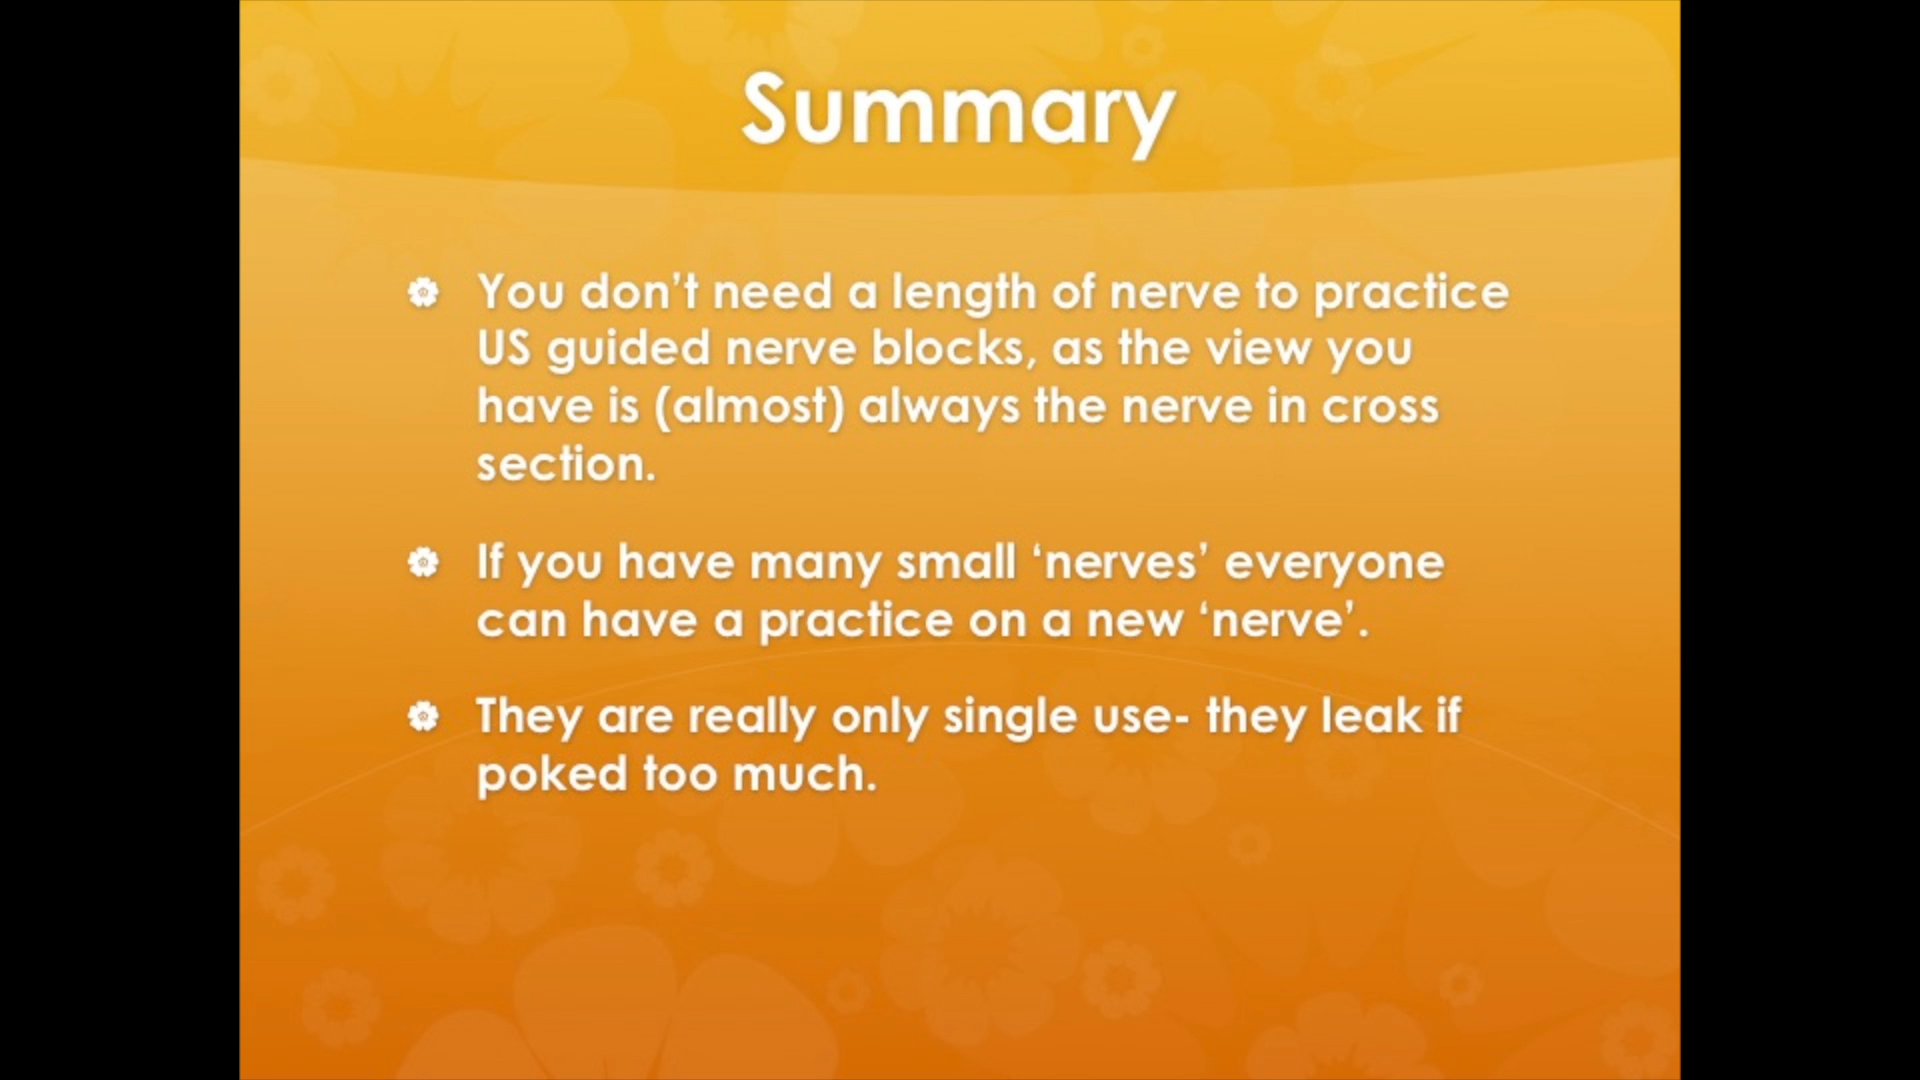 Summary
You don’t need a length of nerve to practice
US guided nerve blocks, as the view you
have is (almost) always the nerve in cross
section.
If you have many small ‘nerves’ everyone
can have a practice on a new ‘nerve’.
They are really only single use- they leak if
poked too much.